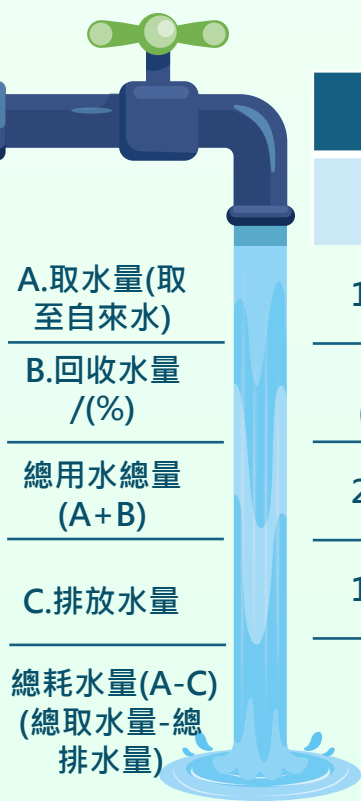 A.取水量(取
至自來水)
B.回收水量
/(%)
總用水總量
(A+B)
C.排放水量
總耗水量(A-C)
(總取水量-總
排水量)